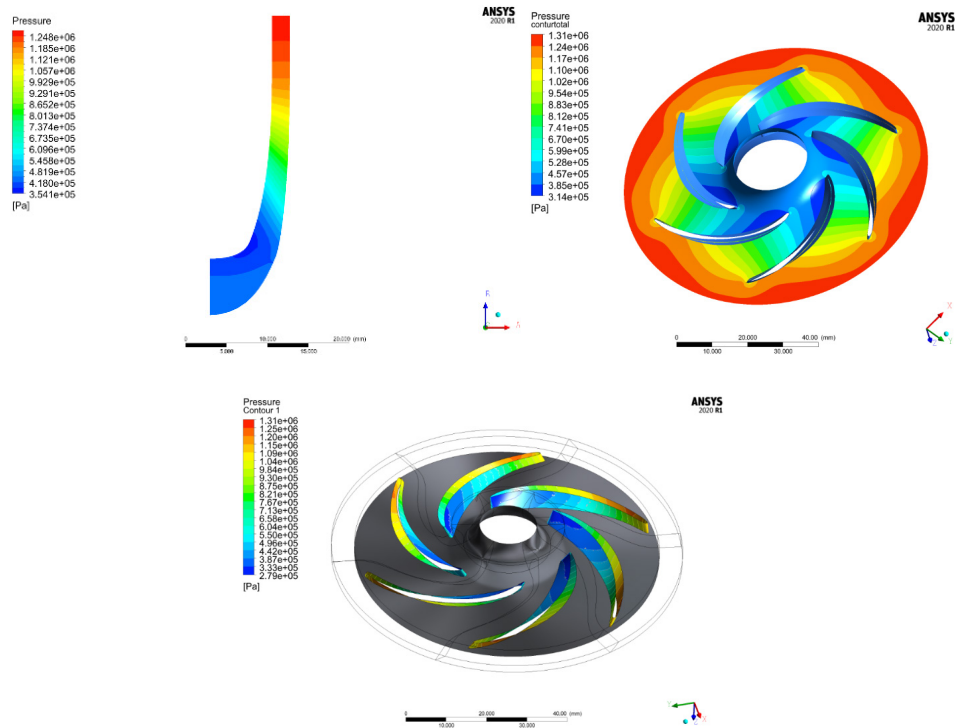 Pressure
1.248e+06
1.185e+06
1.121e+06
1.057e+06
9.929e+05
9.291e+05
8.652e+05
8.013e+05
7.374e+05
6.735e+05
6.096e+05
5.458e+05
4.819e+05
4.180e+05
3.541e+05
[Pa]
ANSYS
2020 R1
0 10.000 20.000 (mm)
5.000 15.000
Pressure
conturtotal
1.31e+06
1.24e+06
1.17e+06
1.10e+06
1.02e+06
9.54e+05
8.83e+05
8.12e+05
7.41e+05
6.70e+05
5.99e+05
5.28e+05
4.57e+05
3.85e+05
3.14e+05
[Pa]
ANSYS
2020 R1
0 20.000 40.00 (mm)
10.000 30.000
X
Y
Z
Pressure
Contour 1
1.31e+06
1.25e+06
1.20e+06
1.15e+06
1.09e+06
1.04e+06
9.84e+05
9.30e+05
8.75e+05
8.21e+05
7.67e+05
7.13e+05
6.58e+05
6.04e+05
5.50e+05
4.96e+05
4.42e+05
3.87e+05
3.33e+05
2.79e+05
[Pa]
ANSYS
2020 R1
0 20.000 40.00 (mm)
10.000 30.000
Y